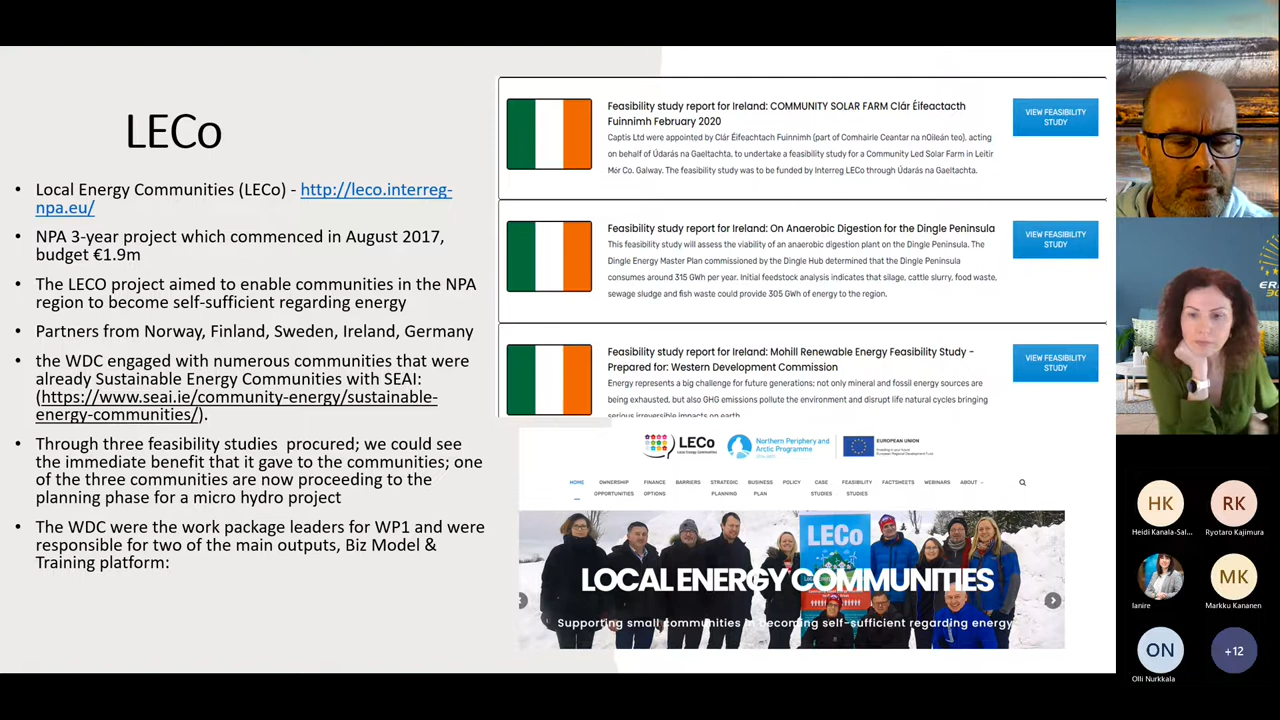 LECo
• Local Energy Communities (LECo) - http://leco.interreg-
npa.eu/
• NPA 3-year project which commenced in August 2017,
budget €1.9m
• The LECO project aimed to enable communities in the NPA
region to become self-sufficient regarding energy
• Partners from Norway, Finland, Sweden, Ireland, Germany
• the WDC engaged with numerous communities that were
already Sustainable Energy Communities with SEAI:
(https://www.seai.ie/community-energy/sustainable-
energy-communities/).
• Through three feasibility studies procured; we could see
the immediate benefit that it gave to the communities; one
of the three communities are now proceeding to the
planning phase for a micro hydro project
• The WDC were the work package leaders for WP1 and were
responsible for two of the main outputs, Biz Model &
Training platform:
Feasibility study report for Ireland: COMMUNITY SOLAR FARM Clár Éifeactacth
Fuinnimh February 2020
Captis Ltd were appointed by Clár Éifeachtach Fuinnimh (part of Comhairle Ceantar na nOileán teo), acting
on behalf of Údarás na Gaeltachta, to undertake a feasibility study for a Community Led Solar Farm in Leitir
Mór Co. Galway. The feasibility study was to be funded by Interreg LECo through Údarás na Gaeltachta.
VIEW FEASIBILITY
STUDY
Feasibility study report for Ireland: On Anaerobic Digestion for the Dingle Peninsula
This feasibility study will assess the viability of an anaerobic digestion plant on the Dingle Peninsula. The
Dingle Energy Master Plan commissioned by the Dingle Hub determined that the Dingle Peninsula
consumes around 315 GWh per year. Initial feedstock analysis indicates that silage, cattle slurry, food waste,
sewage sludge and fish waste could provide 305 GWh of energy to the region.
VIEW FEASIBILITY
STUDY
Feasibility study report for Ireland: Mohill Renewable Energy Feasibility Study -
Prepared for: Western Development Commission
Energy represents a big challenge for future generations; not only mineral and fossil energy sources are
being exhausted, but also GHG emissions pollute the environment and disrupt life natural cycles bringing
serious irreversible impacts on earth.
VIEW FEASIBILITY
STUDY
LECo
Local Energy Communities
Northern Periphery and
Arctic Programme
EUROPEAN UNION
Investing in your future
European Regional Development Fund
HOME
OWNERSHIP
OPPORTUNITIES
FINANCE
OPTIONS
BARRIERS
STRATEGIC
PLANNING
BUSINESS
PLAN
POLICY
CASE
STUDIES
FEASIBILITY
STUDIES
FACTSHEETS
WEBINARS
ABOUT
LECo
LOCAL ENERGY COMMUNITIES
Supporting small communities in becoming self-sufficient regarding energy
HK
Heidi Kanala-Sal...
RK
Ryotaro Kajimura
Ianire
MK
Markku Kananen
ON
Olli Nurkkala
+12